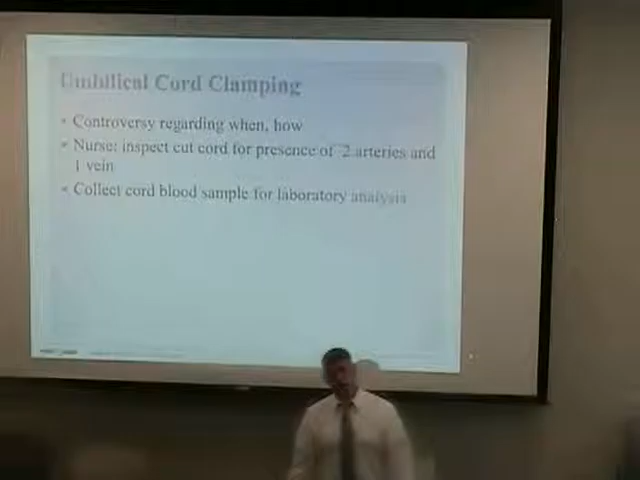 Umbilical Cord Clamping
• Controversy regarding when, how
• Nurse: inspect cut cord for presence of 2 arteries and
1 vein
• Collect cord blood sample for laboratory analysis